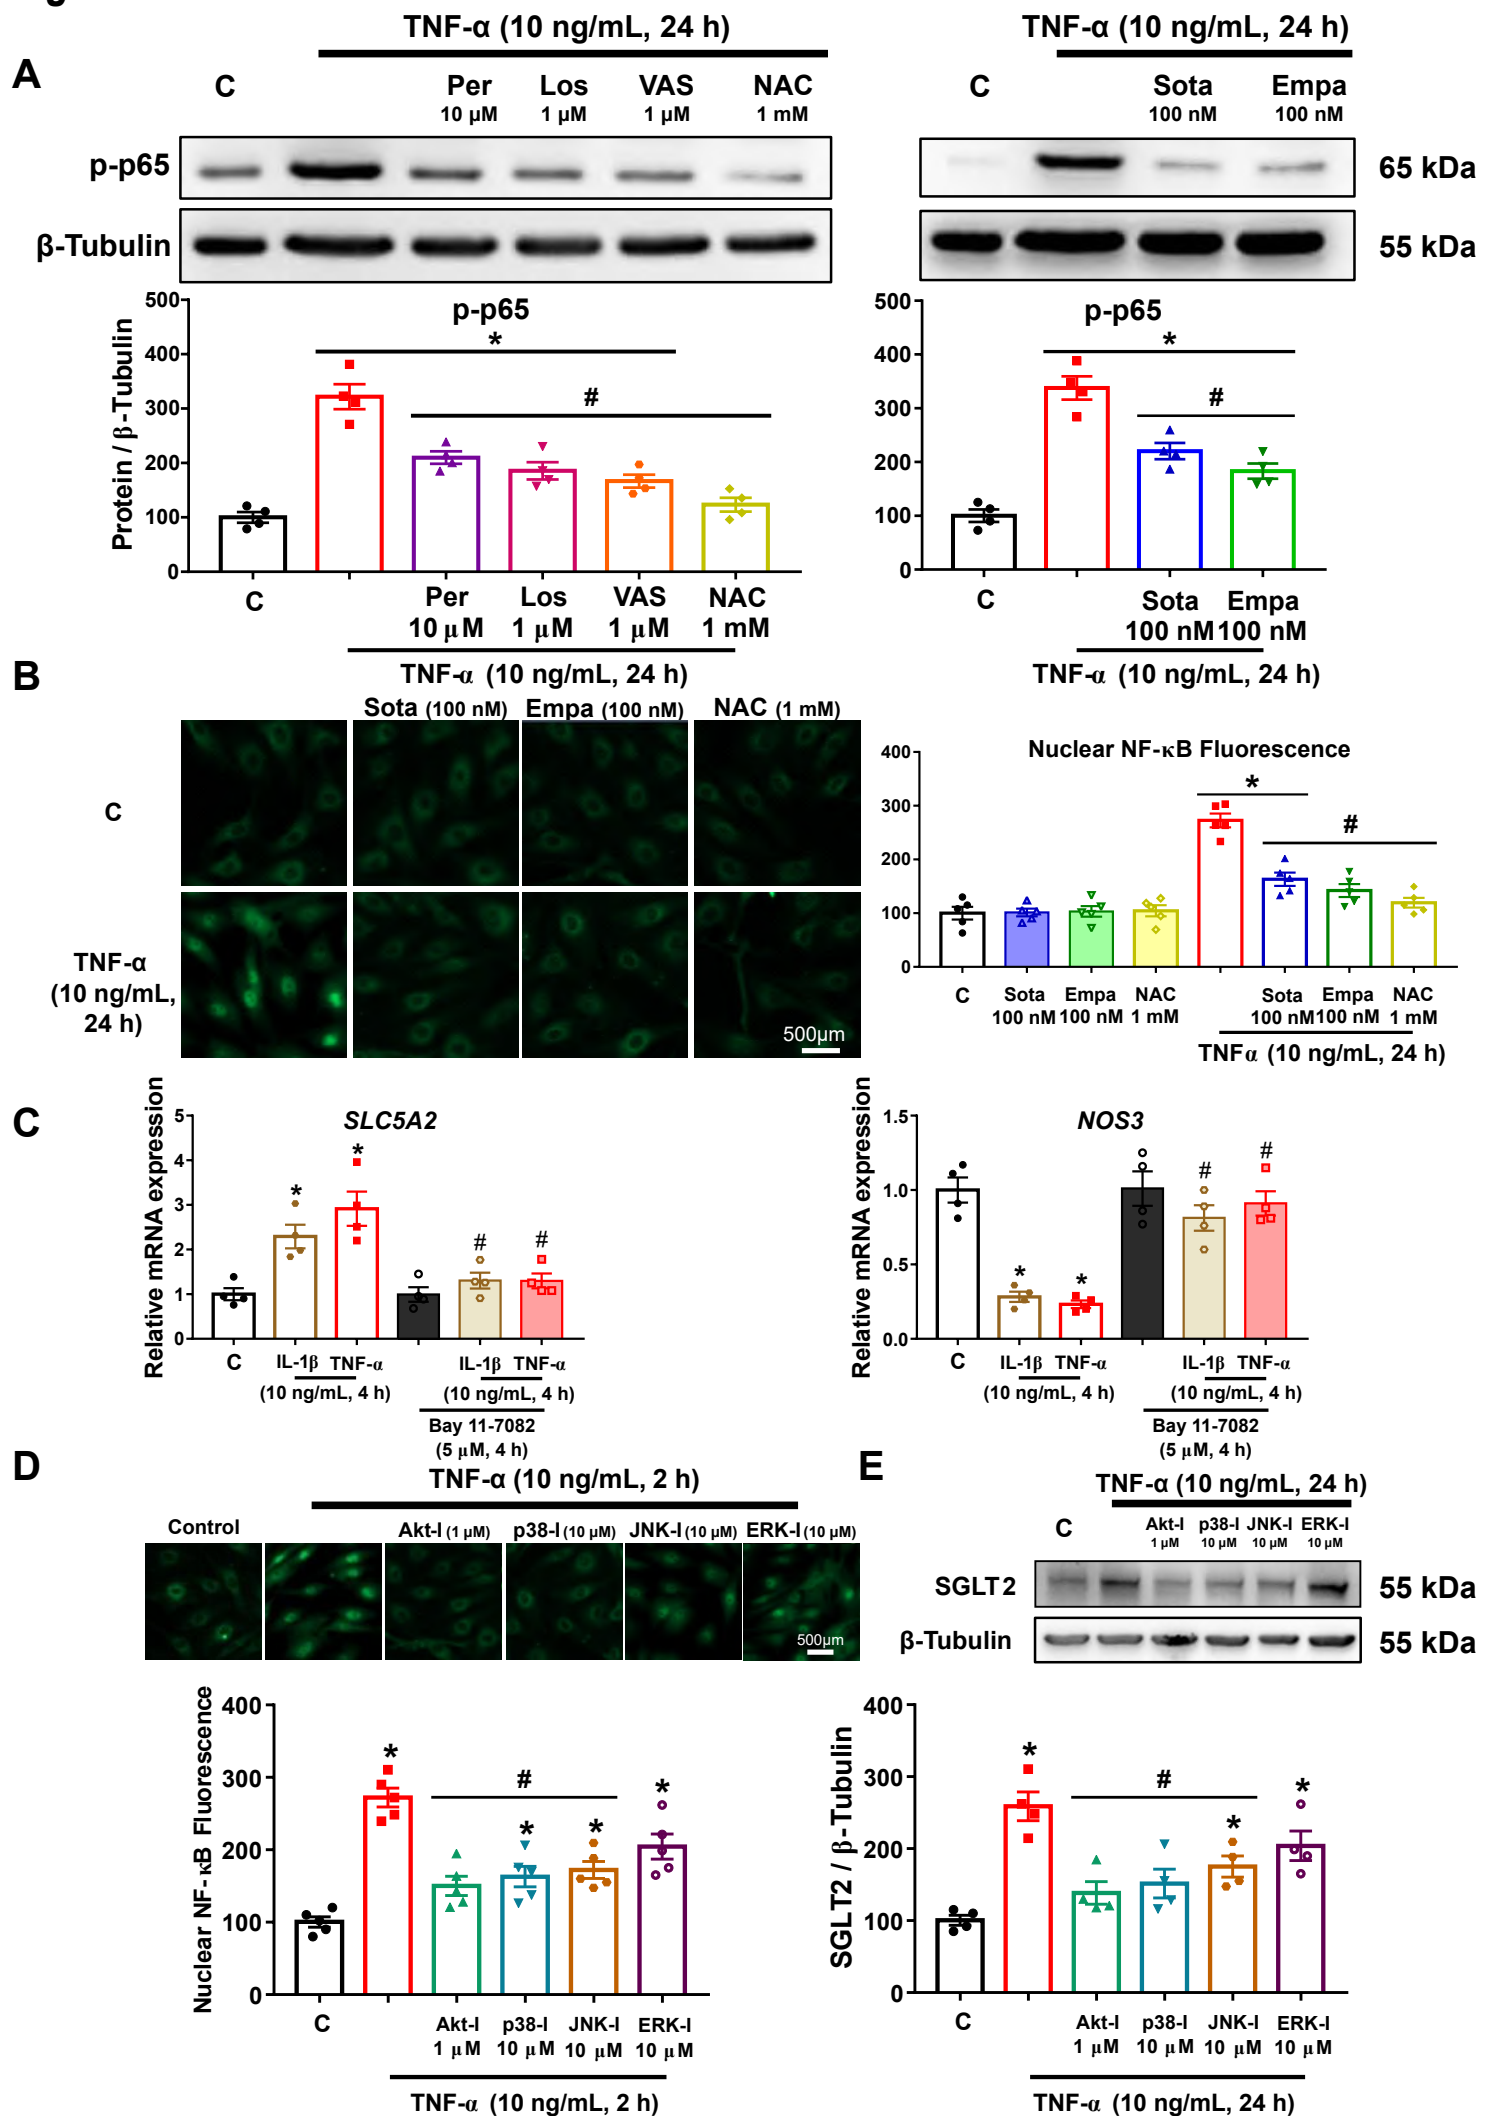 TNF-α (10 ng/mL, 24 h)
TNF-α (10 ng/mL, 24 h)
A
C
Per
10 μM
Los
1 μM
VAS
1 μM
NAC
1 mM
C
Sota
100 nM
Empa
100 nM
p-p65
65 kDa
β-Tubulin
55 kDa
p-p65
Protein / β-Tubulin
500
400
300
200
100
0
*
#
C
Per
10 μM
Los
1 μM
VAS
1 μM
NAC
1 mM
TNF-α (10 ng/mL, 24 h)
p-p65
500
400
300
200
100
0
*
#
C
Sota
100 nM
Empa
100 nM
TNF-α (10 ng/mL, 24 h)
B
Sota (100 nM)
Empa (100 nM)
NAC (1 mM)
C
TNF-α
(10 ng/mL,
24 h)
500μm
Nuclear NF-κB Fluorescence
400
300
200
100
0
*
#
C
Sota
100 nM
Empa
100 nM
NAC
1 mM
Sota
100 nM
Empa
100 nM
NAC
1 mM
TNFα (10 ng/mL, 24 h)
C
SLC5A2
Relative mRNA expression
5
4
3
2
1
0
*
*
#
#
C
IL-1β
TNF-α
(10 ng/mL, 4 h)
IL-1β
TNF-α
(10 ng/mL, 4 h)
Bay 11-7082
(5 μM, 4 h)
NOS3
Relative mRNA expression
1.5
1.0
0.5
0.0
*
*
#
#
C
IL-1β
TNF-α
(10 ng/mL, 4 h)
IL-1β
TNF-α
(10 ng/mL, 4 h)
Bay 11-7082
(5 μM, 4 h)
D
TNF-α (10 ng/mL, 2 h)
Control
Akt-I (1 μM)
p38-I (10 μM)
JNK-I (10 μM)
ERK-I (10 μM)
500μm
Nuclear NF-κB Fluorescence
400
300
200
100
0
*
#
*
*
*
C
Akt-I
1 μM
p38-I
10 μM
JNK-I
10 μM
ERK-I
10 μM
TNF-α (10 ng/mL, 2 h)
E
TNF-α (10 ng/mL, 24 h)
C
Akt-I
1 μM
p38-I
10 μM
JNK-I
10 μM
ERK-I
10 μM
SGLT2
55 kDa
β-Tubulin
55 kDa
SGLT2 / β-Tubulin
400
300
200
100
0
*
#
*
*
C
Akt-I
1 μM
p38-I
10 μM
JNK-I
10 μM
ERK-I
10 μM
TNF-α (10 ng/mL, 24 h)